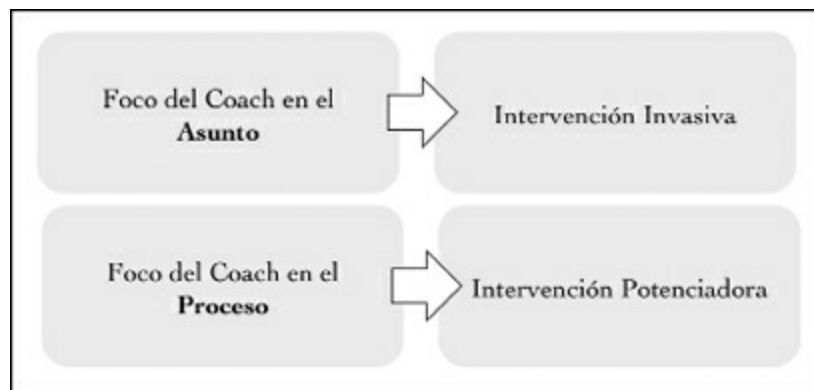 Foco del Coach en el
Asunto
Intervención Invasiva
Foco del Coach en el
Proceso
Intervención Potenciadora